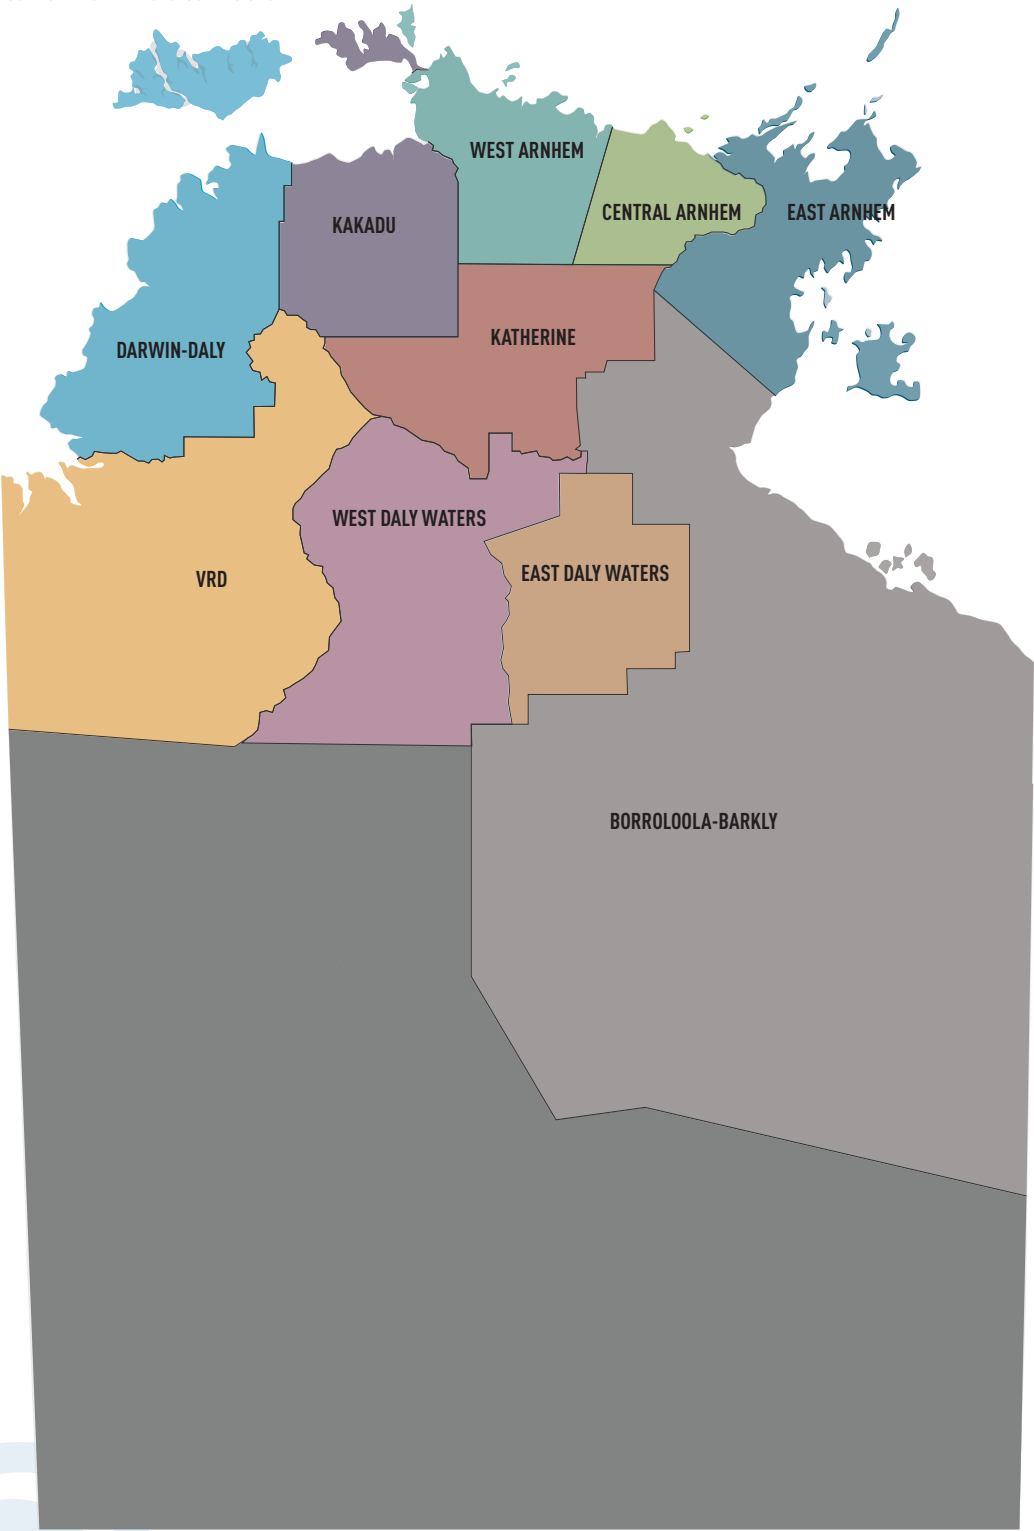 WEST ARNHEM
CENTRAL ARNHEM
EAST ARNHEM
KAKADU
KATHERINE
DARWIN-DALY
WEST DALY WATERS
EAST DALY WATERS
VRD
BORROLOOLA-BARKLY